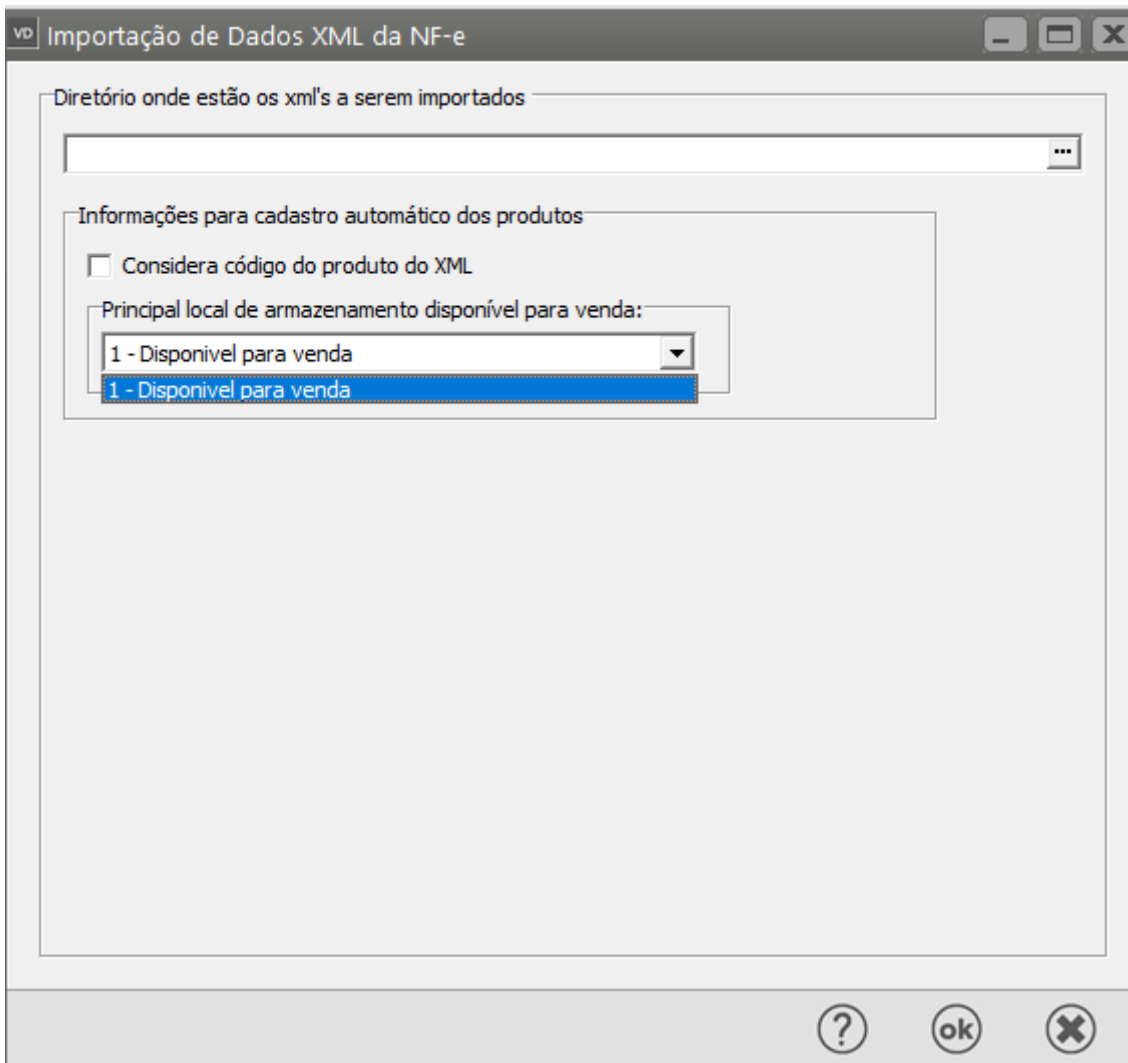 VD Importação de Dados XML da NF-e
Diretório onde estão os xml's a serem importados
...
Informações para cadastro automático dos produtos
Considera código do produto do XML
Principal local de armazenamento disponível para venda:
1 - Disponivel para venda
1 - Disponivel para venda
? ok